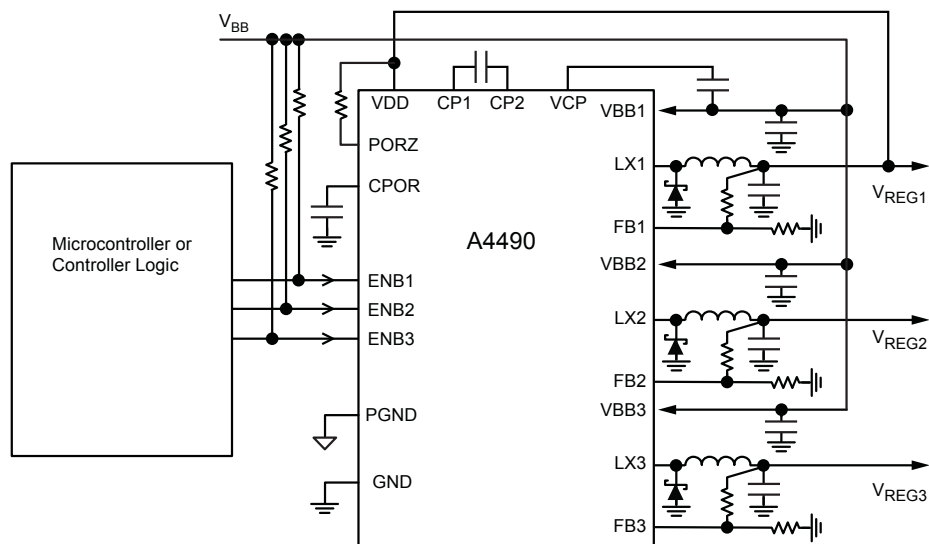 VBB
VDD
CP1
CP2
VCP
VBB1
PORZ
LX1
CPOR
VREG1
Microcontroller or
Controller Logic
FB1
A4490
VBB2
ENB1
ENB2
LX2
ENB3
VREG2
FB2
PGND
VBB3
LX3
GND
VREG3
FB3